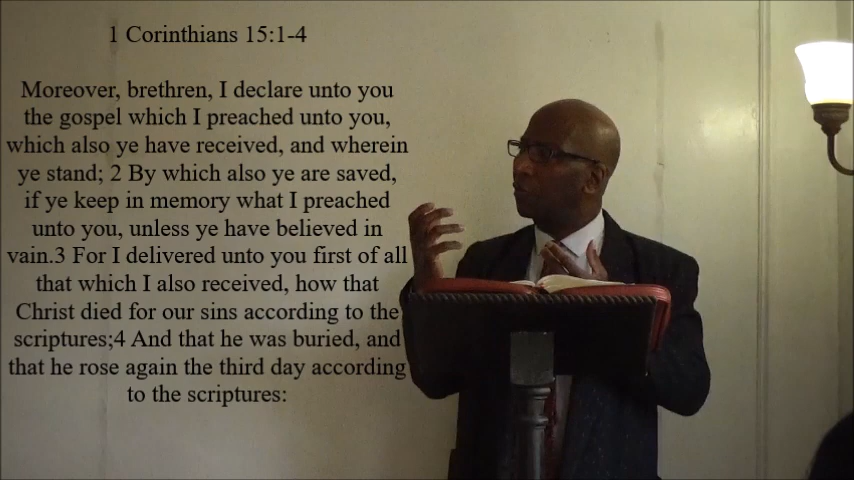 1 Corinthians 15:1-4
Moreover, brethren, I declare unto you
the gospel which I preached unto you,
which also ye have received, and wherein
ye stand; 2 By which also ye are saved,
if ye keep in memory what I preached
unto you, unless ye have believed in
vain.3 For I delivered unto you first of all
that which I also received, how that
Christ died for our sins according to the
scriptures;4 And that he was buried, and
that he rose again the third day according
to the scriptures: